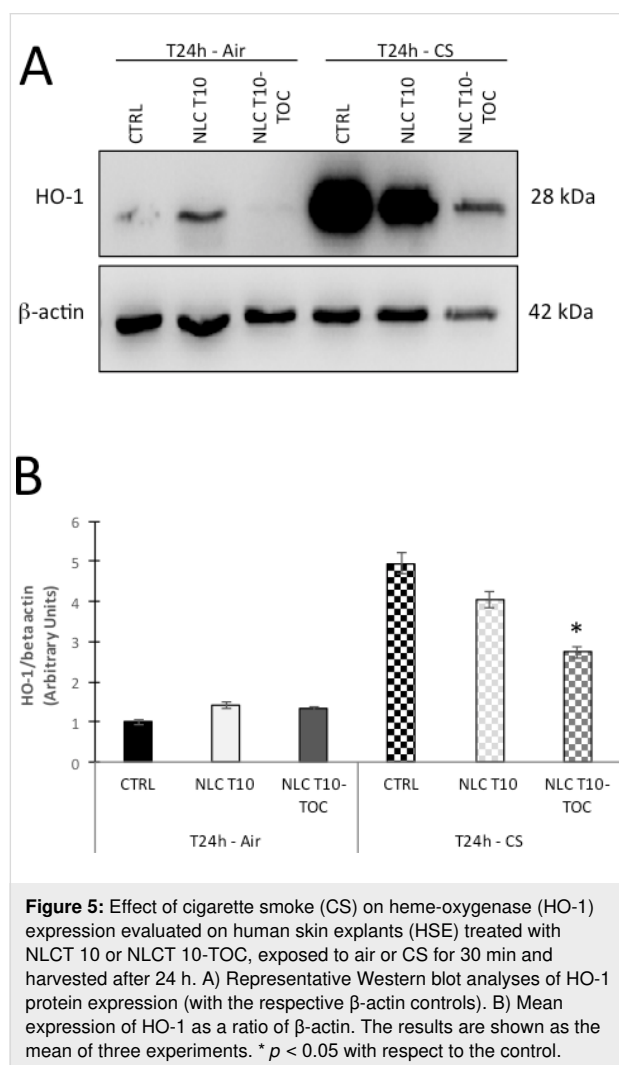 A
T24h - Air
T24h - CS
CTRL
NLC T10
NLC T10-
TOC
CTRL
NLC T10
NLC T10-
TOC
HO-1
28 kDa
β-actin
42 kDa
B
HO-1/beta actin
(Arbitrary Units)
6
5
4
3
2
1
0
*
CTRL
NLC T10
NLC T10-
TOC
CTRL
NLC T10
NLC T10-
TOC
T24h - Air
T24h - CS
Figure 5: Effect of cigarette smoke (CS) on heme-oxygenase (HO-1)
expression evaluated on human skin explants (HSE) treated with
NLCT 10 or NLCT 10-TOC, exposed to air or CS for 30 min and
harvested after 24 h. A) Representative Western blot analyses of HO-1
protein expression (with the respective β-actin controls). B) Mean
expression of HO-1 as a ratio of β-actin. The results are shown as the
mean of three experiments. * p < 0.05 with respect to the control.